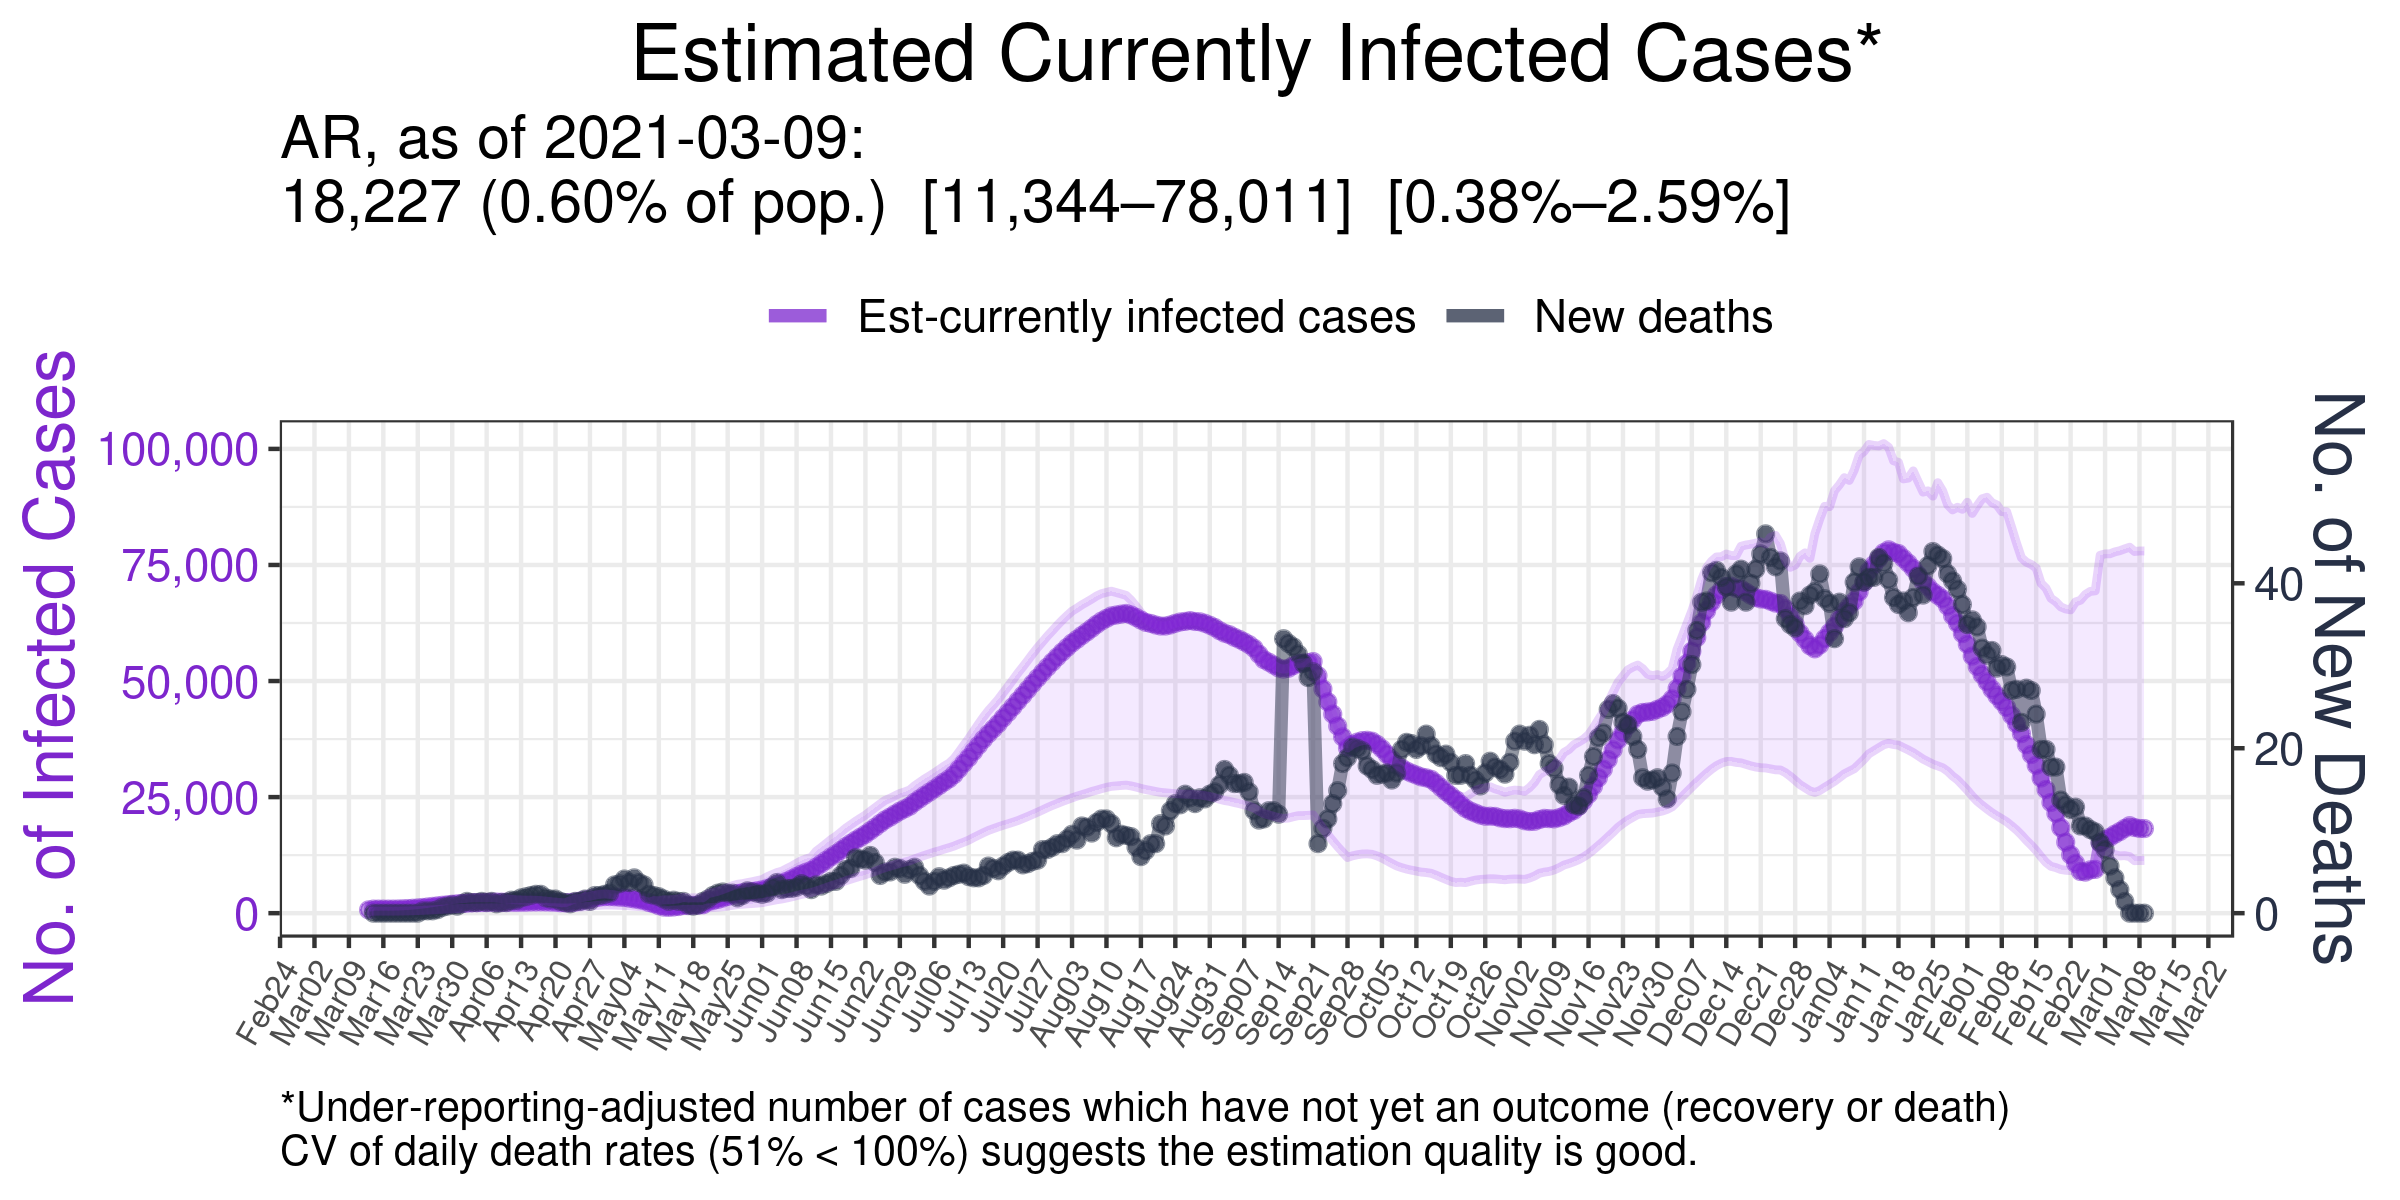 Estimated Currently Infected Cases*
AR, as of 2021-03-09:
18,227 (0.60% of pop.) [11,344–78,011] [0.38%–2.59%]
Est-currently infected cases New deaths
No. of Infected Cases
100,000
75,000
50,000
25,000
0
40
20
0
No. of New Deaths
Feb24 Mar02 Mar09 Mar16 Mar23 Mar30 Apr06 Apr13 Apr20 Apr27 May04 May11 May18 May25 Jun01 Jun08 Jun15 Jun22 Jun29 Jul06 Jul13 Jul20 Jul27 Aug03 Aug10 Aug17 Aug24 Aug31 Sep07 Sep14 Sep21 Sep28 Oct05 Oct12 Oct19 Oct26 Nov02 Nov09 Nov16 Nov23 Nov30 Dec07 Dec14 Dec21 Dec28 Jan04 Jan11 Jan18 Jan25 Feb01 Feb08 Feb15 Feb22 Mar01 Mar08 Mar15 Mar22
*Under-reporting-adjusted number of cases which have not yet an outcome (recovery or death)
CV of daily death rates (51% < 100%) suggests the estimation quality is good.